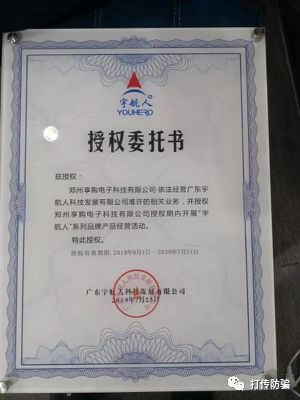 宇航人
YOUHERO
授权委托书
兹授权：
郑州享购电子科技有限公司 依法经营广东宇
航人科技发展有限公司准许的相关业务，并授权
郑州享购电子科技有限公司授权期内开展“宇
航人”系列品牌产品经营活动。
特此授权。
授权有效期限：2019年8月1日--2020年7月31日
广东宇航人科技发展有限公司
2019年7月23日
打传防骗